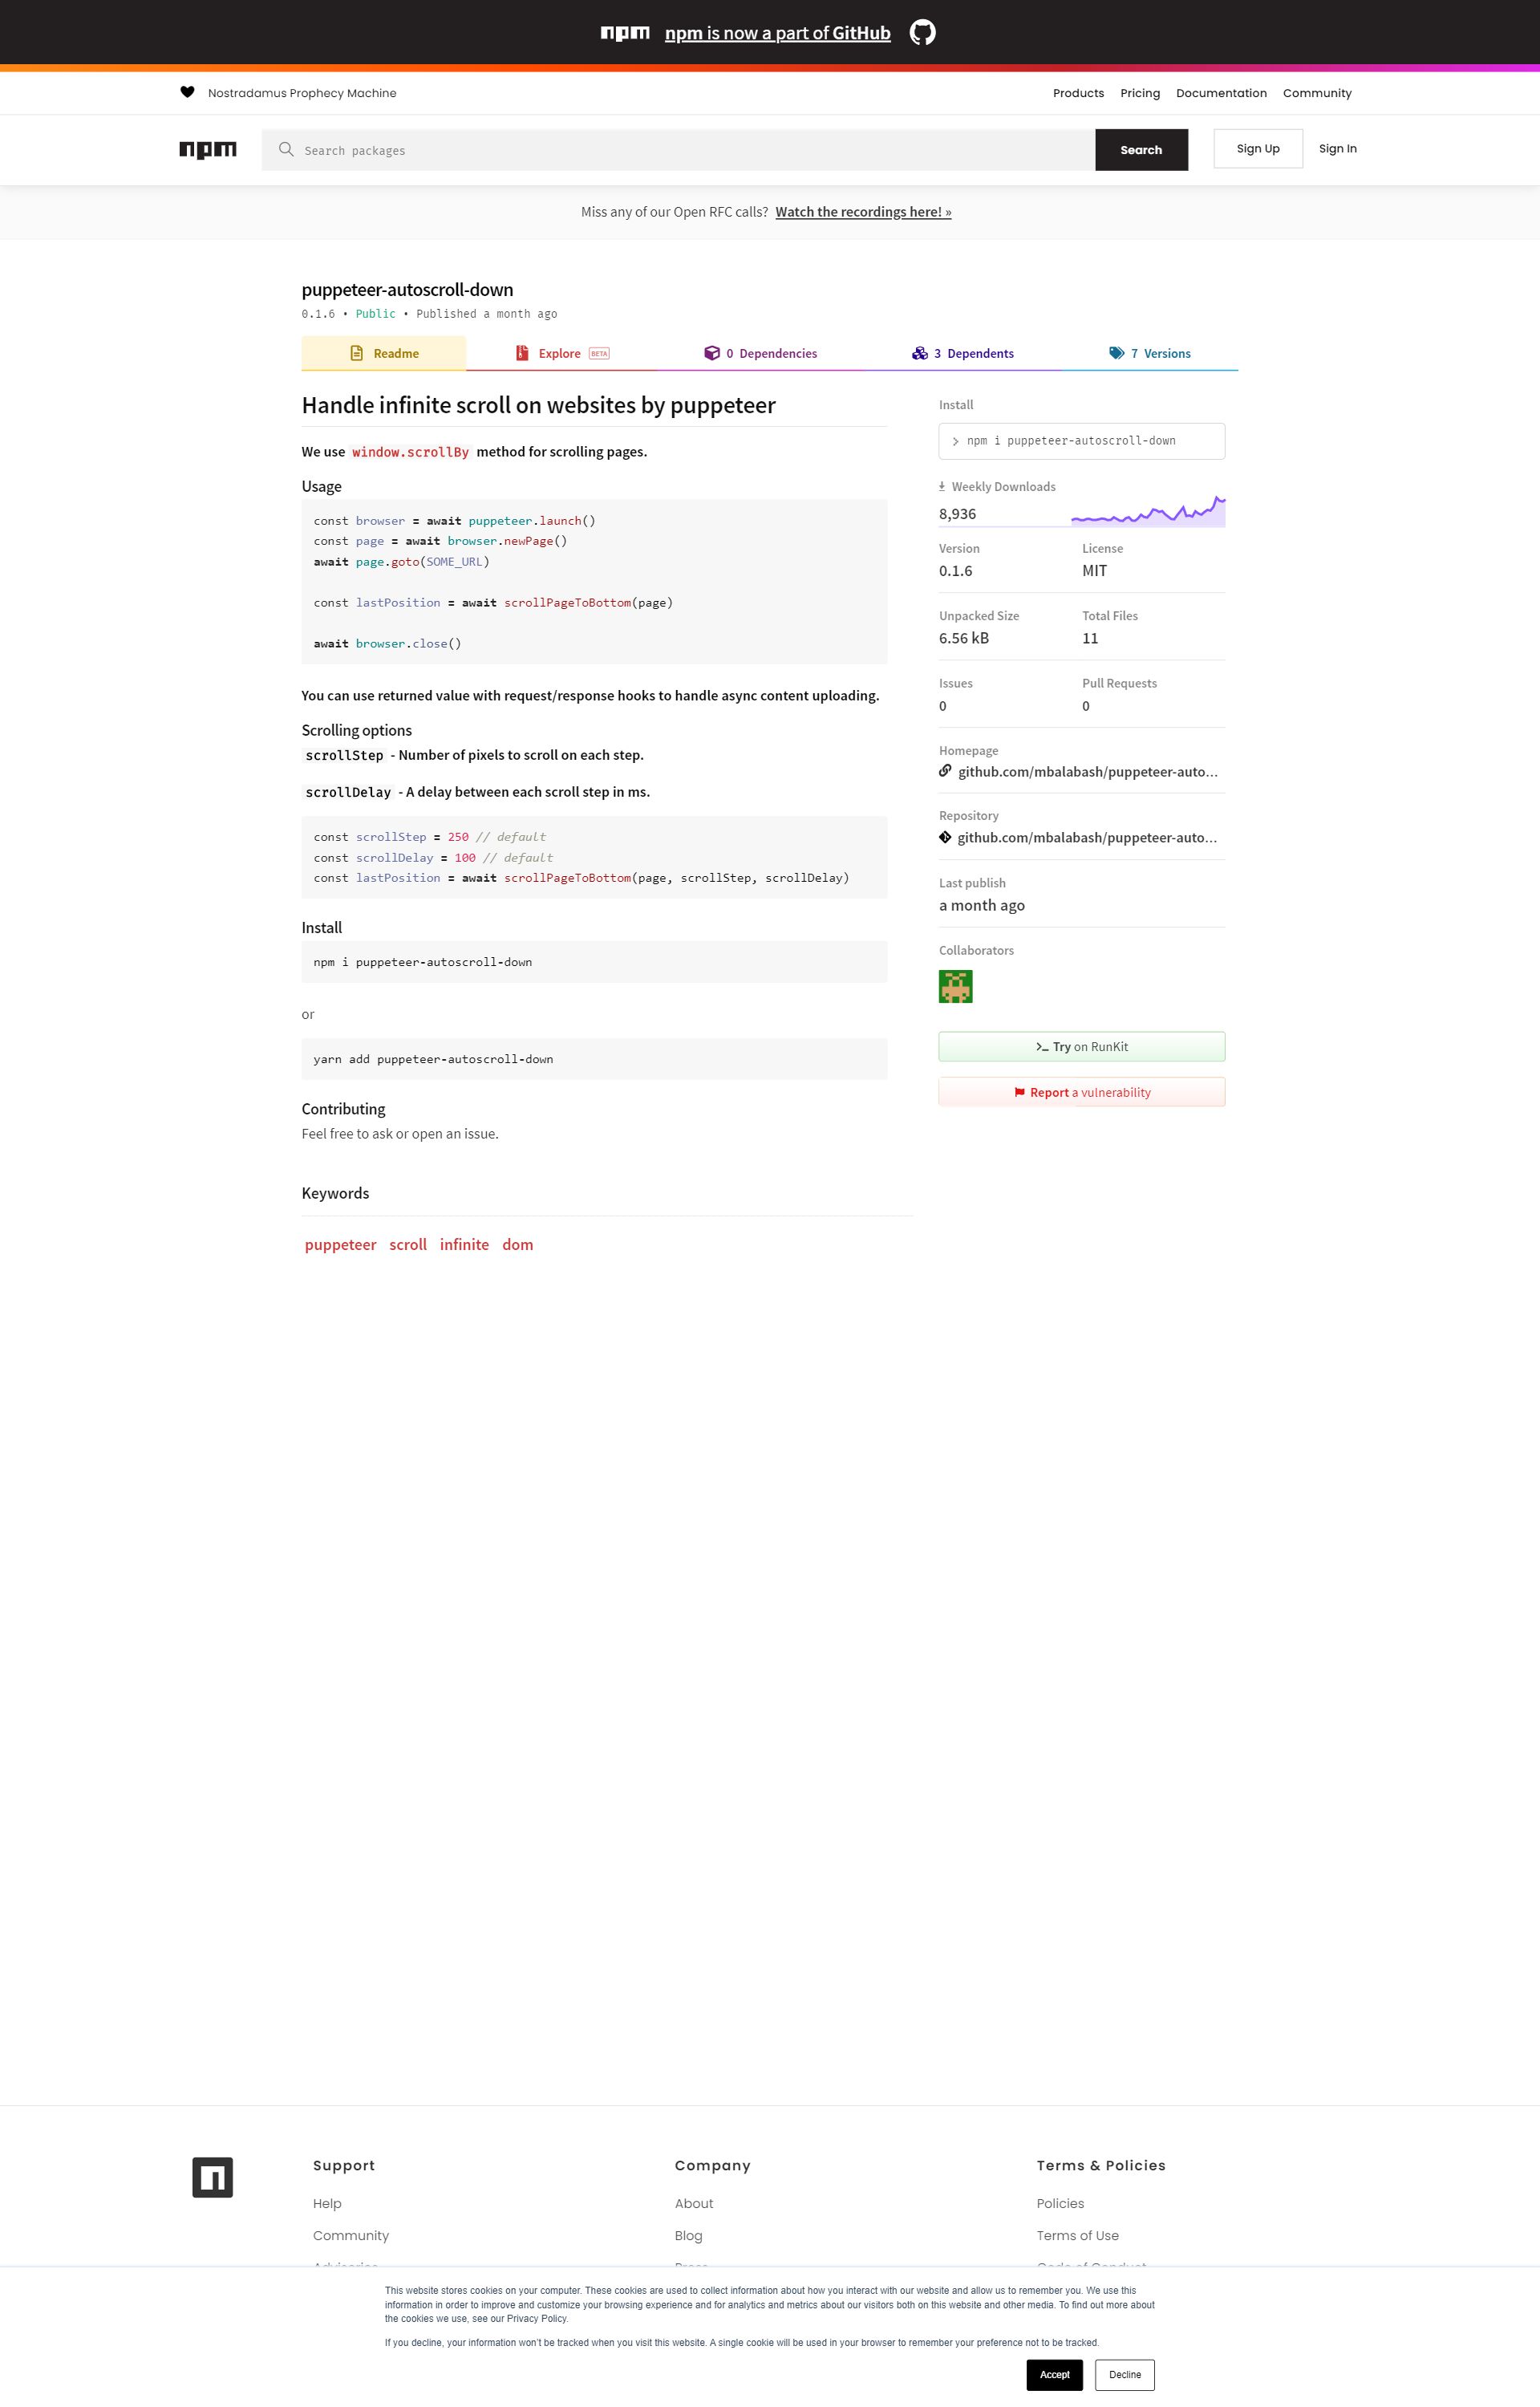 npm npm is now a part of GitHub
Nostradamus Prophecy Machine
Products Pricing Documentation Community
npm Search packages Search Sign Up Sign In
Miss any of our Open RFC calls? Watch the recordings here! »
puppeteer-autoscroll-down
0.1.6 • Public • Published a month ago
Readme Explore BETA 0 Dependencies 3 Dependents 7 Versions
Handle infinite scroll on websites by puppeteer
We use window.scrollBy method for scrolling pages.
Usage
const browser = await puppeteer.launch()
const page = await browser.newPage()
await page.goto(SOME_URL)
const lastPosition = await scrollPageToBottom(page)
await browser.close()
You can use returned value with request/response hooks to handle async content uploading.
Scrolling options
scrollStep - Number of pixels to scroll on each step.
scrollDelay - A delay between each scroll step in ms.
const scrollStep = 250 // default
const scrollDelay = 100 // default
const lastPosition = await scrollPageToBottom(page, scrollStep, scrollDelay)
Install
npm i puppeteer-autoscroll-down
or
yarn add puppeteer-autoscroll-down
Contributing
Feel free to ask or open an issue.
Keywords
puppeteer scroll infinite dom
Install
npm i puppeteer-autoscroll-down
Weekly Downloads
8,936
Version License
0.1.6 MIT
Unpacked Size Total Files
6.56 kB 11
Issues Pull Requests
0 0
Homepage
github.com/mbalabash/puppeteer-auto...
Repository
github.com/mbalabash/puppeteer-auto...
Last publish
a month ago
Collaborators
Try on RunKit
Report a vulnerability
Support Company Terms & Policies
Help About Policies
Community Blog Terms of Use
This website stores cookies on your computer. These cookies are used to collect information about how you interact with our website and allow us to remember you. We use this
information in order to improve and customize your browsing experience and for analytics and metrics about our visitors both on this website and other media. To find out more about
the cookies we use, see our Privacy Policy.
If you decline, your information won't be tracked when you visit this website. A single cookie will be used in your browser to remember your preference not to be tracked.
Accept Decline